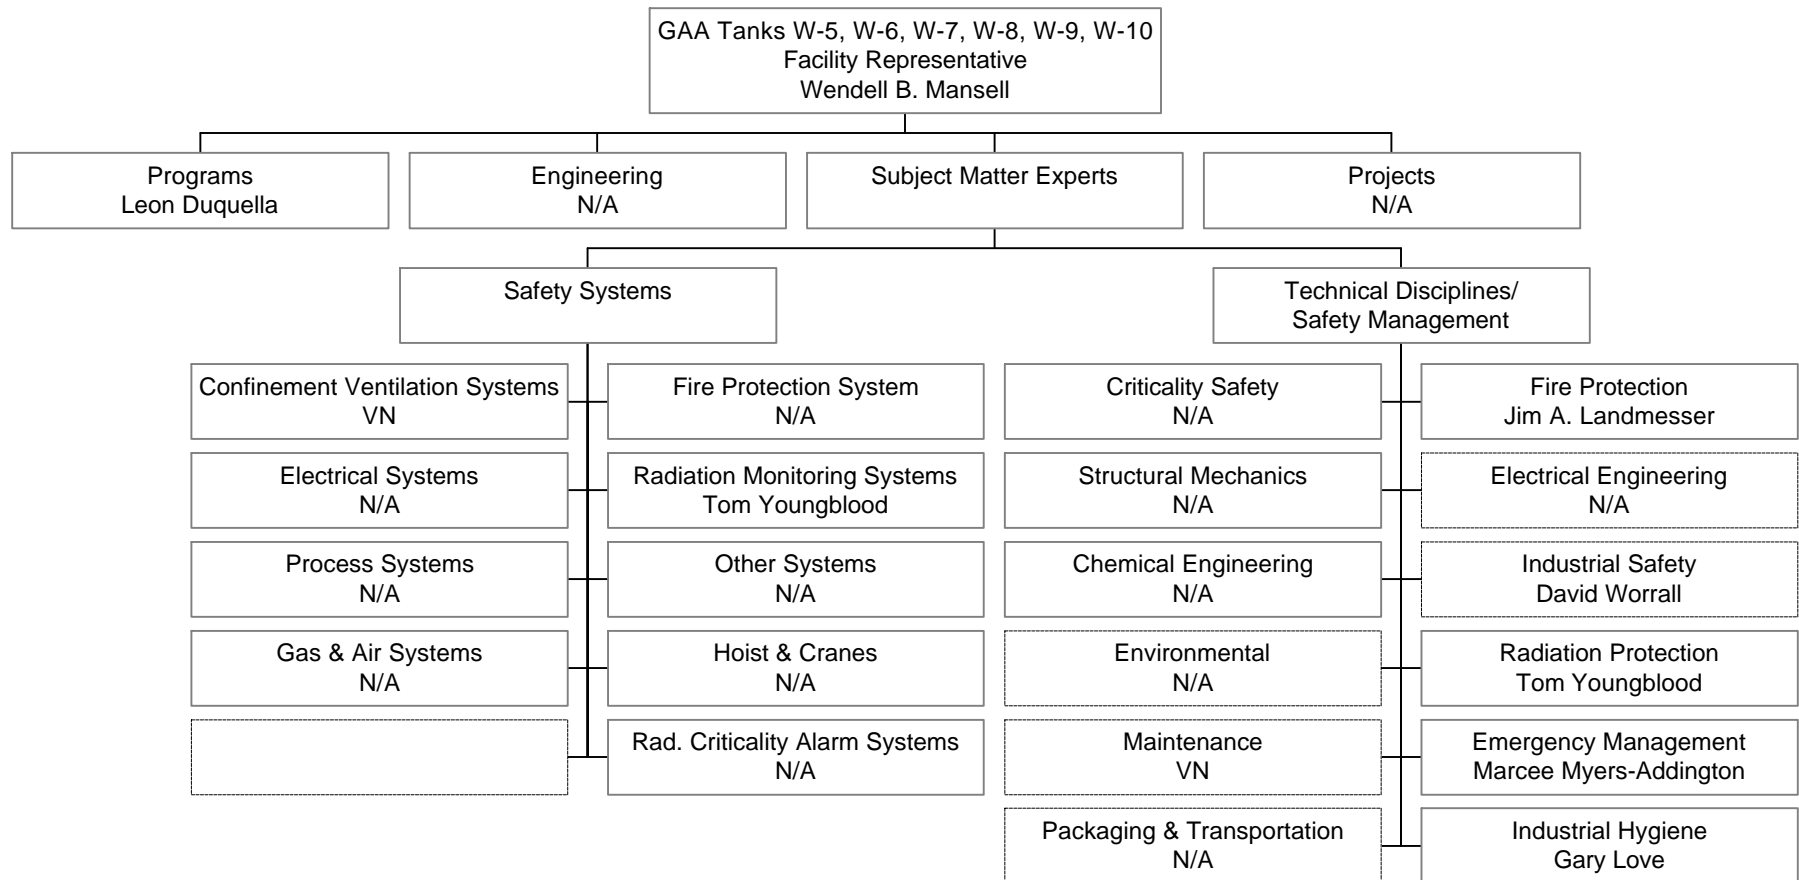 GAA Tanks W-5, W-6, W-7, W-8, W-9, W-10
Facility Representative
Wendell B. Mansell
Programs
Leon Duquella
Engineering
N/A
Subject Matter Experts
Projects
N/A
Safety Systems
Technical Disciplines/
Safety Management
Confinement Ventilation Systems
VN
Fire Protection System
N/A
Criticality Safety
N/A
Fire Protection
Jim A. Landmesser
Electrical Systems
N/A
Radiation Monitoring Systems
Tom Youngblood
Structural Mechanics
N/A
Electrical Engineering
N/A
Process Systems
N/A
Other Systems
N/A
Chemical Engineering
N/A
Industrial Safety
David Worrall
Gas & Air Systems
N/A
Hoist & Cranes
N/A
Environmental
N/A
Radiation Protection
Tom Youngblood
Rad. Criticality Alarm Systems
N/A
Maintenance
VN
Emergency Management
Marcee Myers-Addington
Packaging & Transportation
N/A
Industrial Hygiene
Gary Love